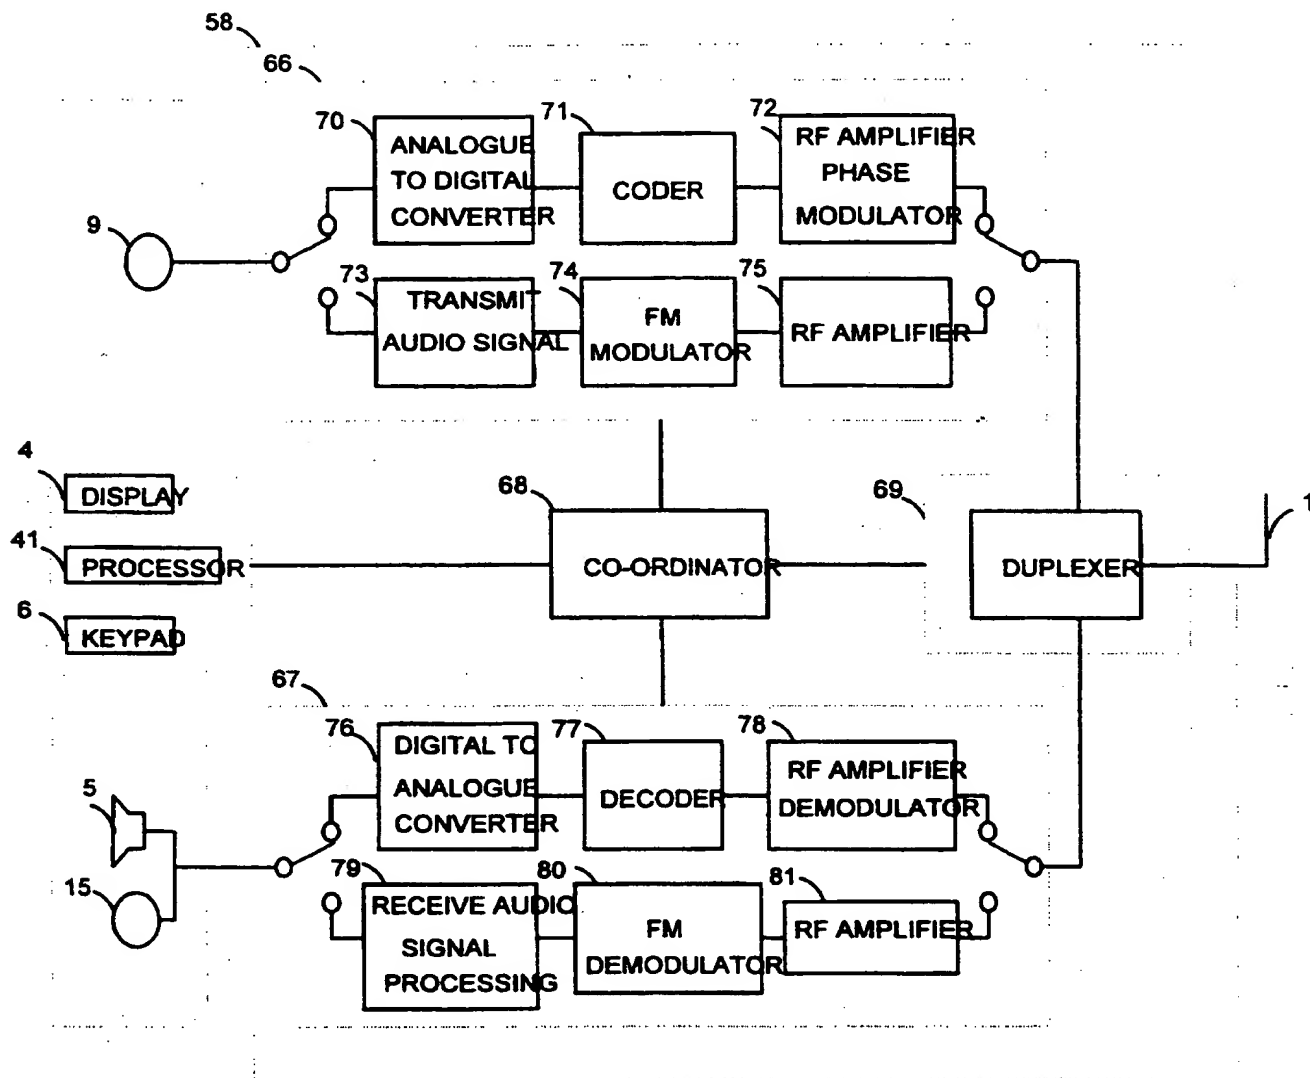 58
66
70
ANALOGUE
TO DIGITAL
CONVERTER
71
CODER
72
RF AMPLIFIER
PHASE
MODULATOR
9
73
TRANSMIT
AUDIO SIGNAL
74
FM
MODULATOR
75
RF AMPLIFIER
4
DISPLAY
41
PROCESSOR
6
KEYPAD
68
CO-ORDINATOR
69
DUPLEXER
1
67
76
DIGITAL TO
ANALOGUE
CONVERTER
77
DECODER
78
RF AMPLIFIER
DEMODULATOR
5
15
79
RECEIVE AUDIO
SIGNAL
PROCESSING
80
FM
DEMODULATOR
81
RF AMPLIFIER